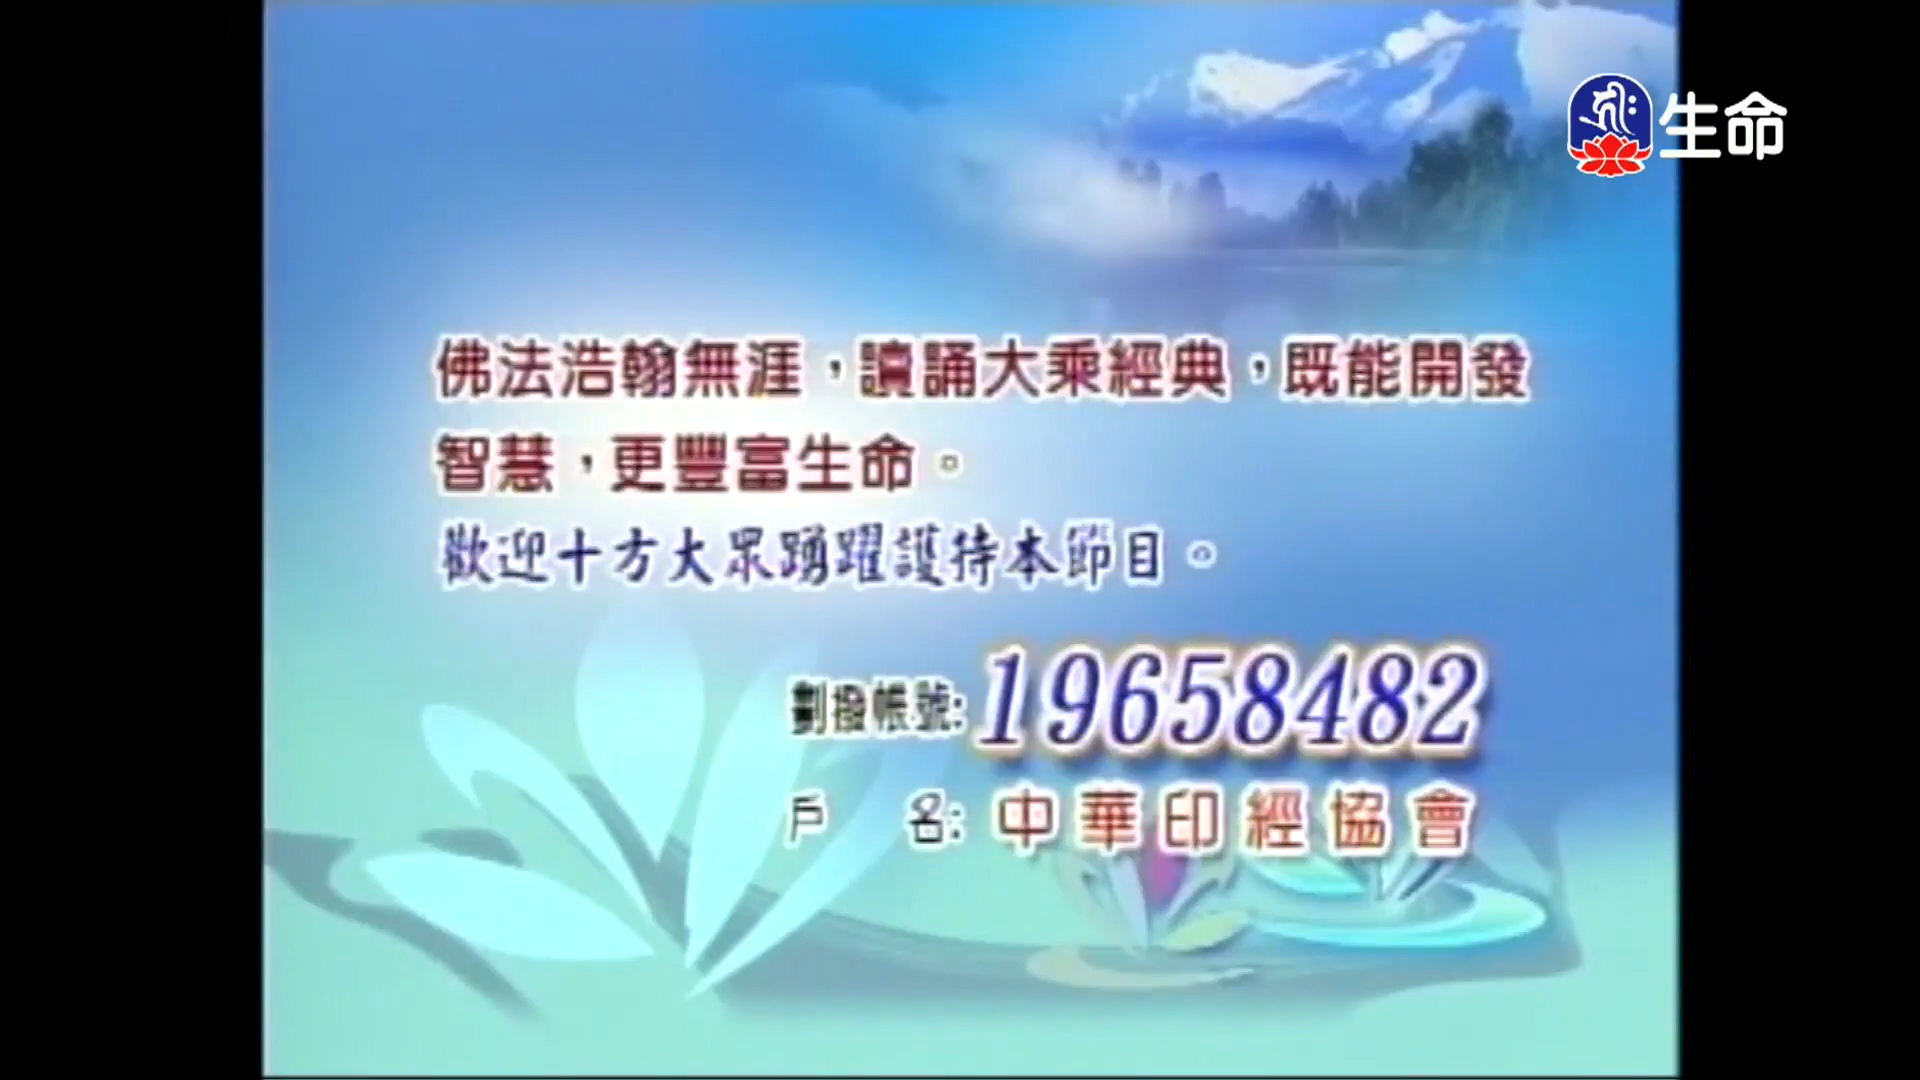 生命
佛法浩翰無涯，讀誦大乘經典，既能開發
智慧，更豐富生命。
歡迎十方大眾踴躍護待本節目。
劃撥帳號:19658482
戶　名:中華印經協會